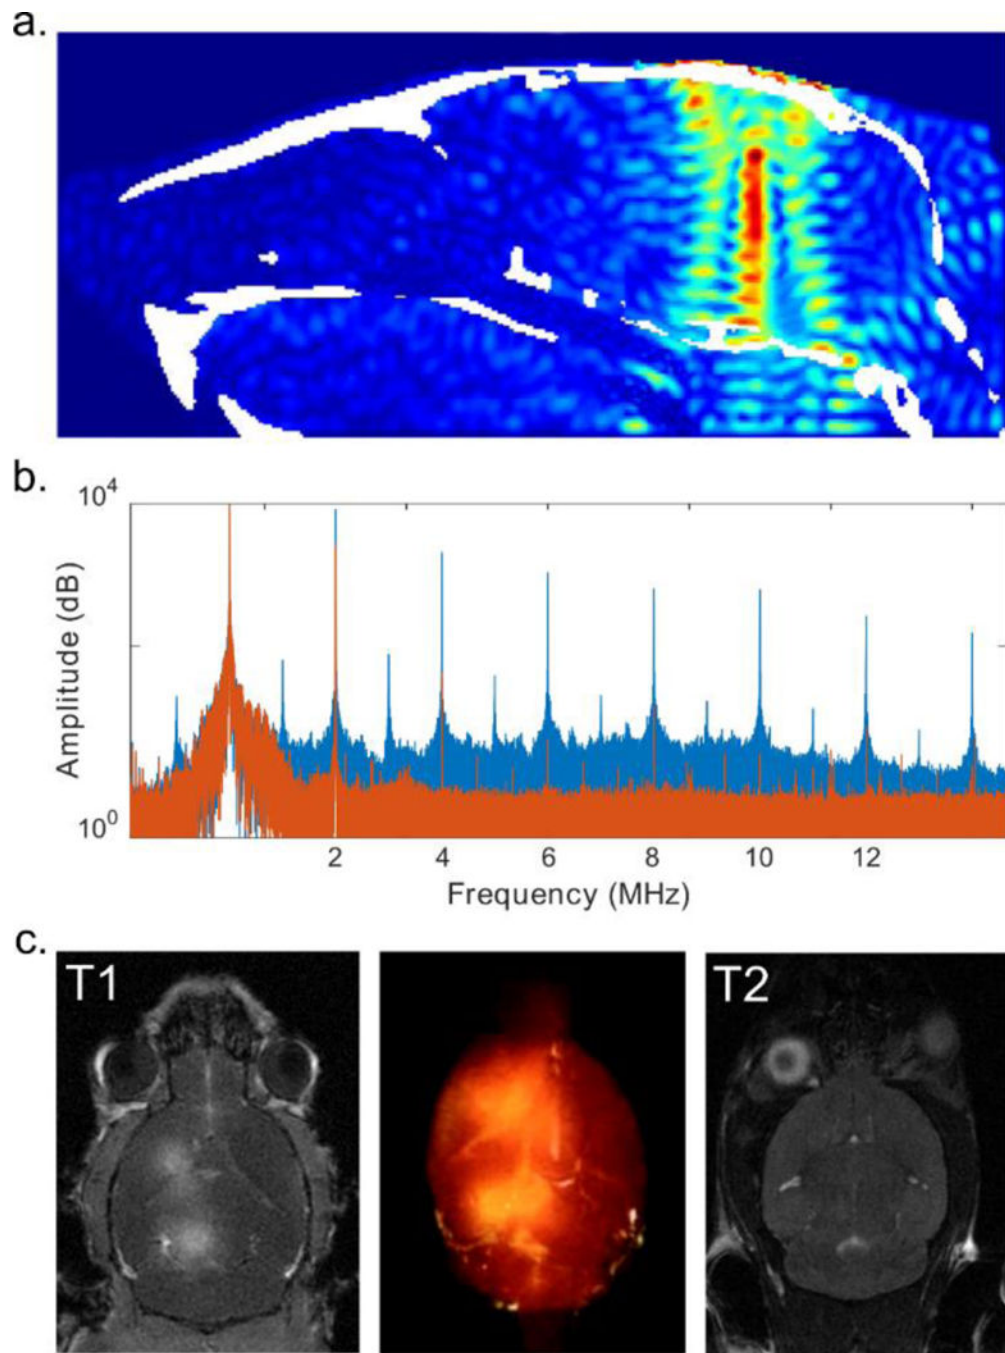 a.
b.
10^4
Amplitude (dB)
10^0
2 4 6 8 10 12
Frequency (MHz)
c.
T1
T2